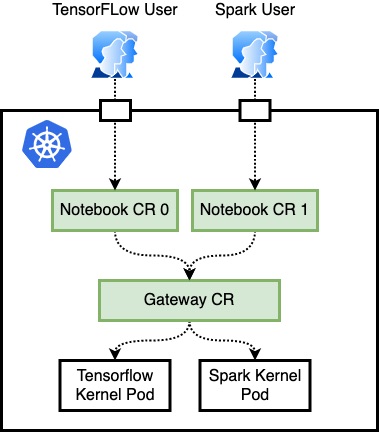 TensorFLow User
Spark User
Notebook CR 0
Notebook CR 1
Gateway CR
Tensorflow
Kernel Pod
Spark Kernel
Pod